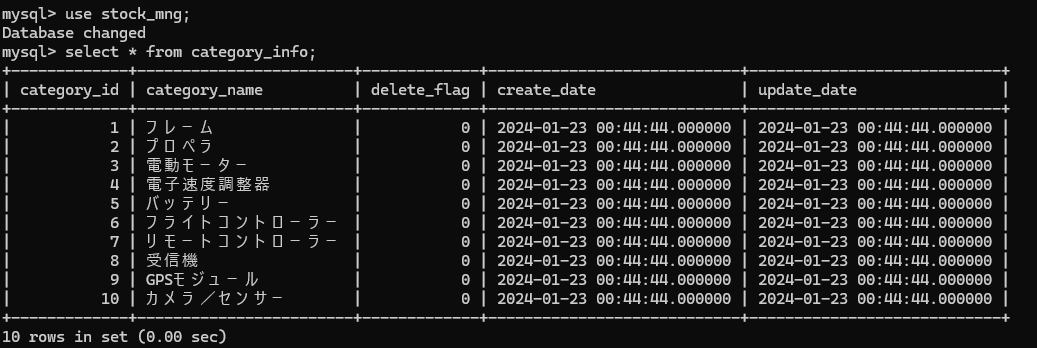 mysql> use stock_mng;
Database changed
mysql> select * from category_info;
+-------------+-----------------------+-------------+---------------------------+---------------------------+
| category_id | category_name         | delete_flag | create_date               | update_date               |
+-------------+-----------------------+-------------+---------------------------+---------------------------+
|           1 | フレーム              |           0 | 2024-01-23 00:44:44.000000 | 2024-01-23 00:44:44.000000 |
|           2 | プロペラ              |           0 | 2024-01-23 00:44:44.000000 | 2024-01-23 00:44:44.000000 |
|           3 | 電動モーター          |           0 | 2024-01-23 00:44:44.000000 | 2024-01-23 00:44:44.000000 |
|           4 | 電子速度調整器        |           0 | 2024-01-23 00:44:44.000000 | 2024-01-23 00:44:44.000000 |
|           5 | バッテリー            |           0 | 2024-01-23 00:44:44.000000 | 2024-01-23 00:44:44.000000 |
|           6 | フライトコントローラー |           0 | 2024-01-23 00:44:44.000000 | 2024-01-23 00:44:44.000000 |
|           7 | リモートコントローラー |           0 | 2024-01-23 00:44:44.000000 | 2024-01-23 00:44:44.000000 |
|           8 | 受信機                |           0 | 2024-01-23 00:44:44.000000 | 2024-01-23 00:44:44.000000 |
|           9 | GPSモジュール         |           0 | 2024-01-23 00:44:44.000000 | 2024-01-23 00:44:44.000000 |
|          10 | カメラ／センサー      |           0 | 2024-01-23 00:44:44.000000 | 2024-01-23 00:44:44.000000 |
+-------------+-----------------------+-------------+---------------------------+---------------------------+
10 rows in set (0.00 sec)